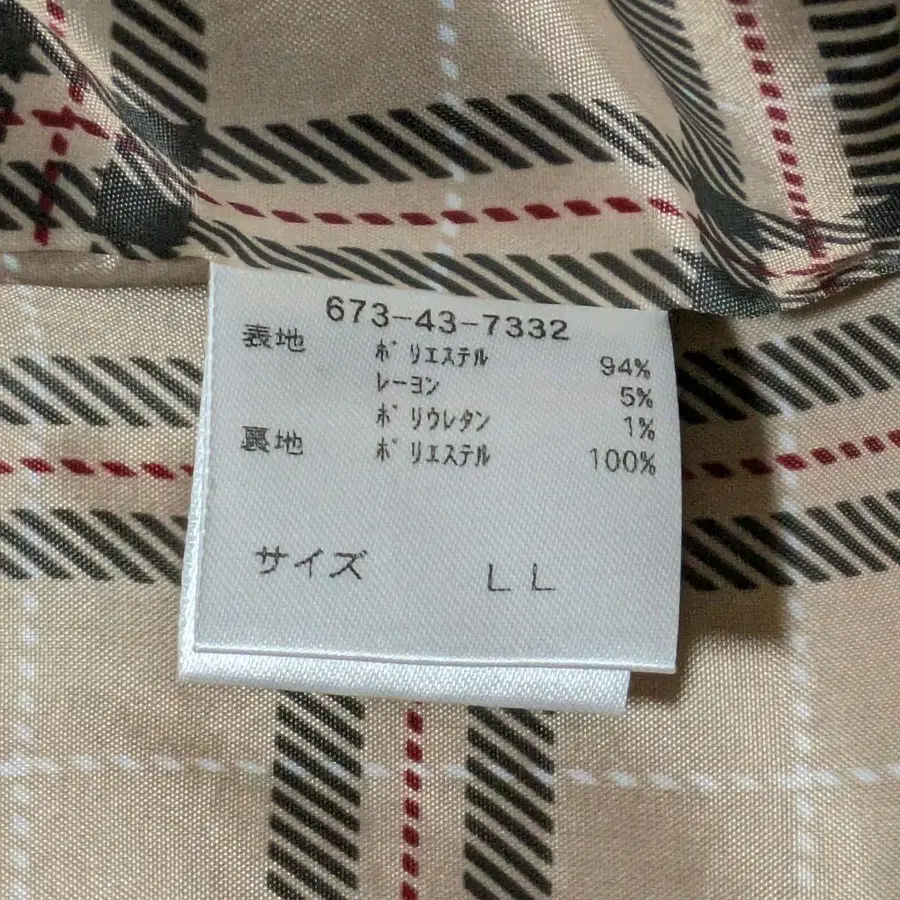 673-43-7332
表地 ポリエステル 94%
レーヨン 5%
ポリウレタン 1%
裏地 ポリエステル 100%
サイズ LL